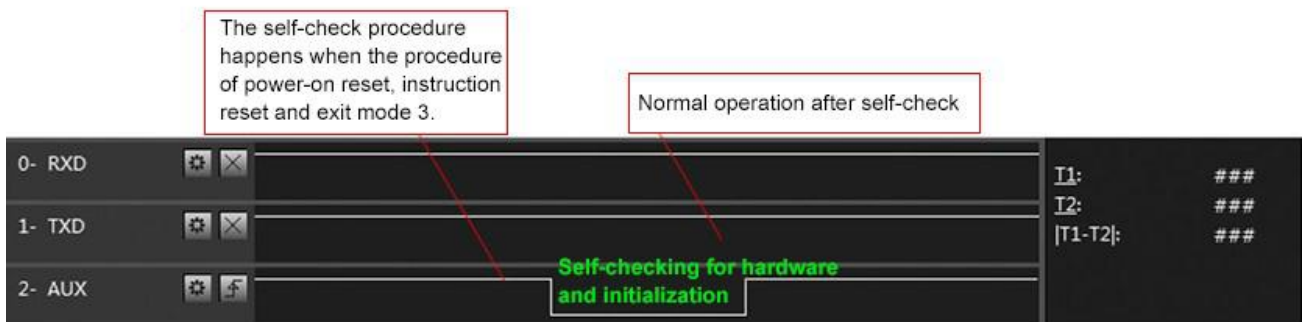 The self-check procedure
happens when the procedure
of power-on reset, instruction
reset and exit mode 3.
Normal operation after self-check
0- RXD
T1: ###
T2: ###
1- TXD
|T1-T2|: ###
Self-checking for hardware
and initialization
2- AUX